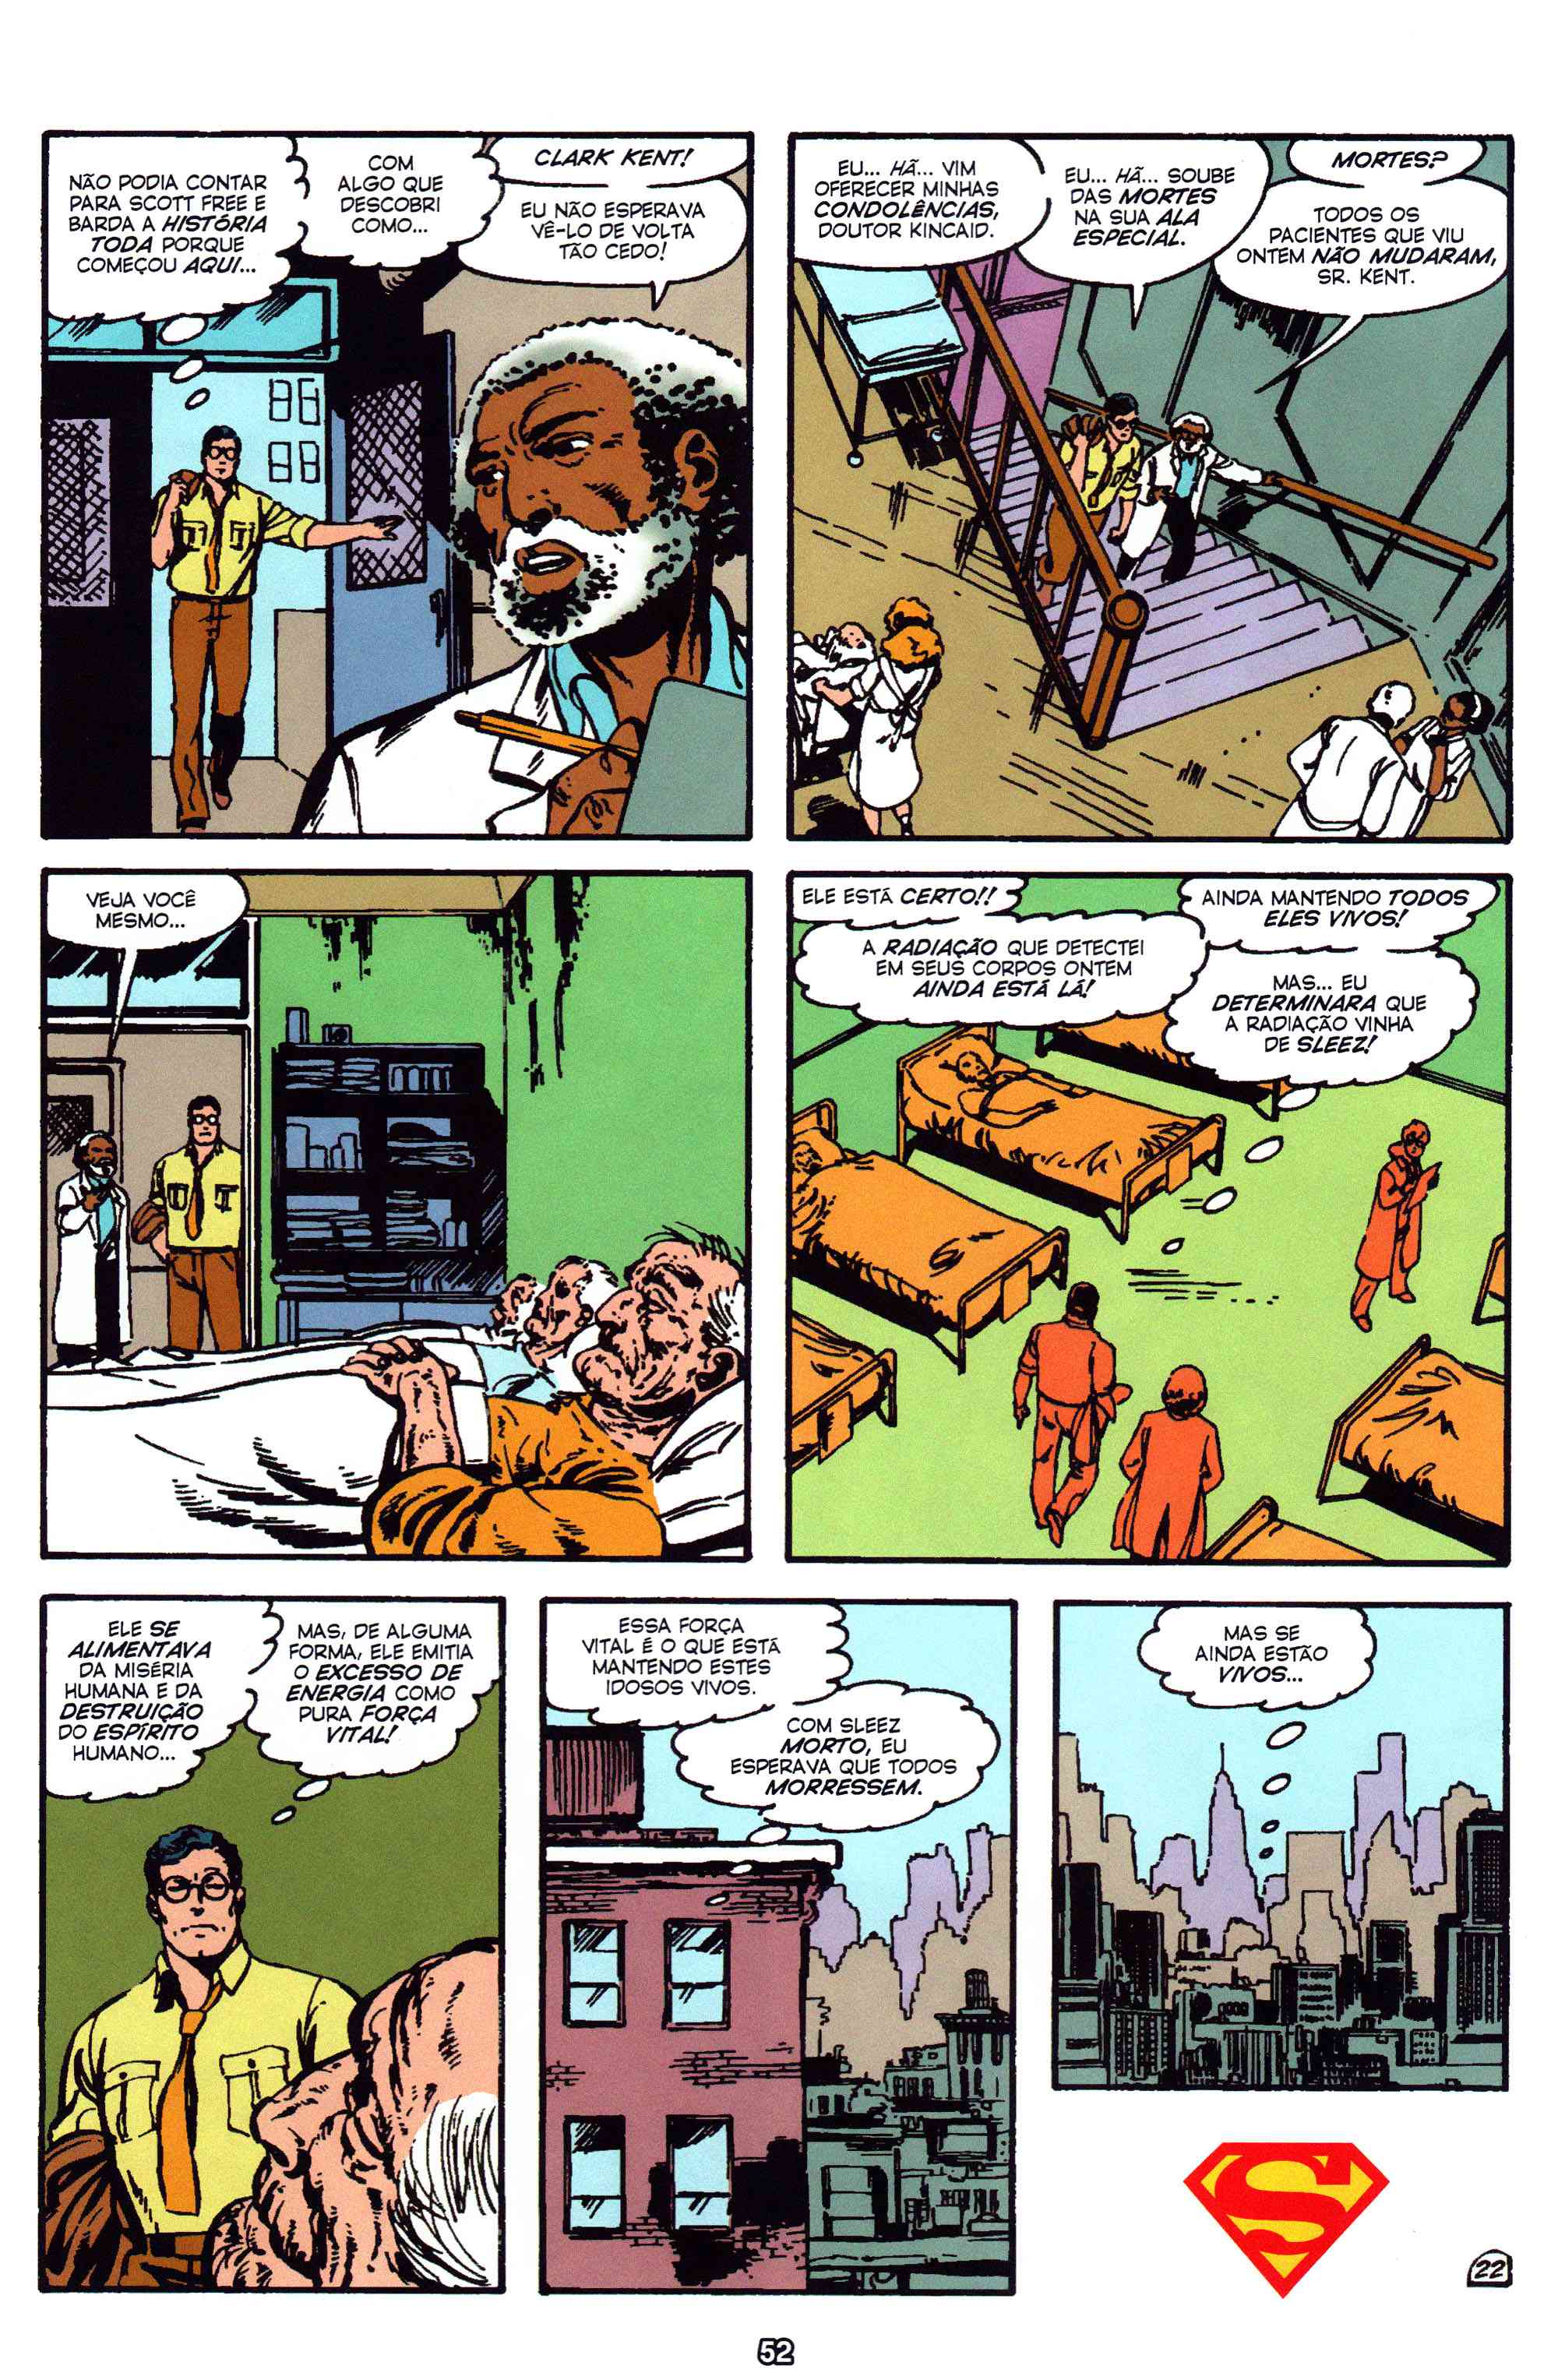 NÃO PODIA CONTAR
PARA SCOTT FREE E
BARDA A HISTÓRIA
TODA PORQUE
COMEÇOU AQUI...
COM
ALGO QUE
DESCOBRI
COMO...
CLARK KENT!
EU NÃO ESPERAVA
VÊ-LO DE VOLTA
TÃO CEDO!
EU... HÃ... VIM
OFERECER MINHAS
CONDOLÊNCIAS,
DOUTOR KINCAID.
EU... HÃ... SOUBE
DAS MORTES
NA SUA ALA
ESPECIAL.
MORTES?
TODOS OS
PACIENTES QUE VIU
ONTEM NÃO MUDARAM,
SR. KENT.
VEJA VOCÊ
MESMO...
ELE ESTÁ CERTO!!
A RADIAÇÃO QUE DETECTEI
EM SEUS CORPOS ONTEM
AINDA ESTÁ LÁ!
AINDA MANTENDO TODOS
ELES VIVOS!
MAS... EU
DETERMINARA QUE
A RADIAÇÃO VINHA
DE SLEEZ!
ELE SE
ALIMENTAVA
DA MISÉRIA
HUMANA E DA
DESTRUIÇÃO
DO ESPÍRITO
HUMANO...
MAS, DE ALGUMA
FORMA, ELE EMITIA
O EXCESSO DE
ENERGIA COMO
PURA FORÇA
VITAL!
ESSA FORÇA
VITAL É O QUE ESTÁ
MANTENDO ESTES
IDOSOS VIVOS.
COM SLEEZ
MORTO, EU
ESPERAVA QUE TODOS
MORRESSEM.
MAS SE
AINDA ESTÃO
VIVOS...
S
22
52